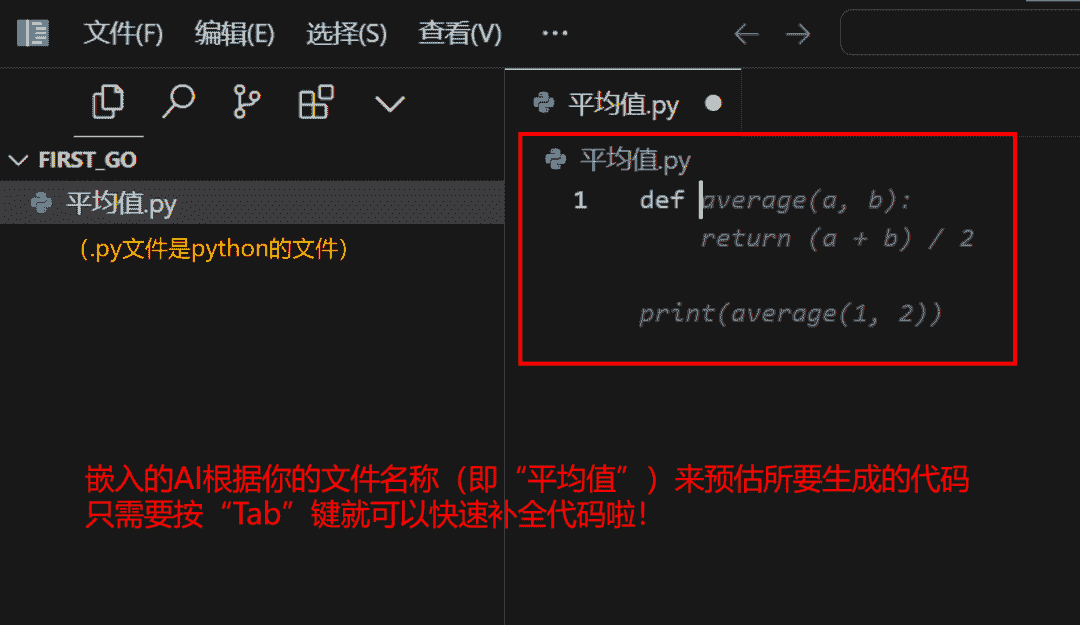 文件(F) 编辑(E) 选择(S) 查看(V) ···
FIRST_GO
平均值.py
(.py文件是python的文件)
平均值.py
平均值.py
1 def average(a, b):
return (a + b) / 2
print(average(1, 2))
嵌入的AI根据你的文件名称（即“平均值”）来预估所要生成的代码
只需要按“Tab”键就可以快速补全代码啦！